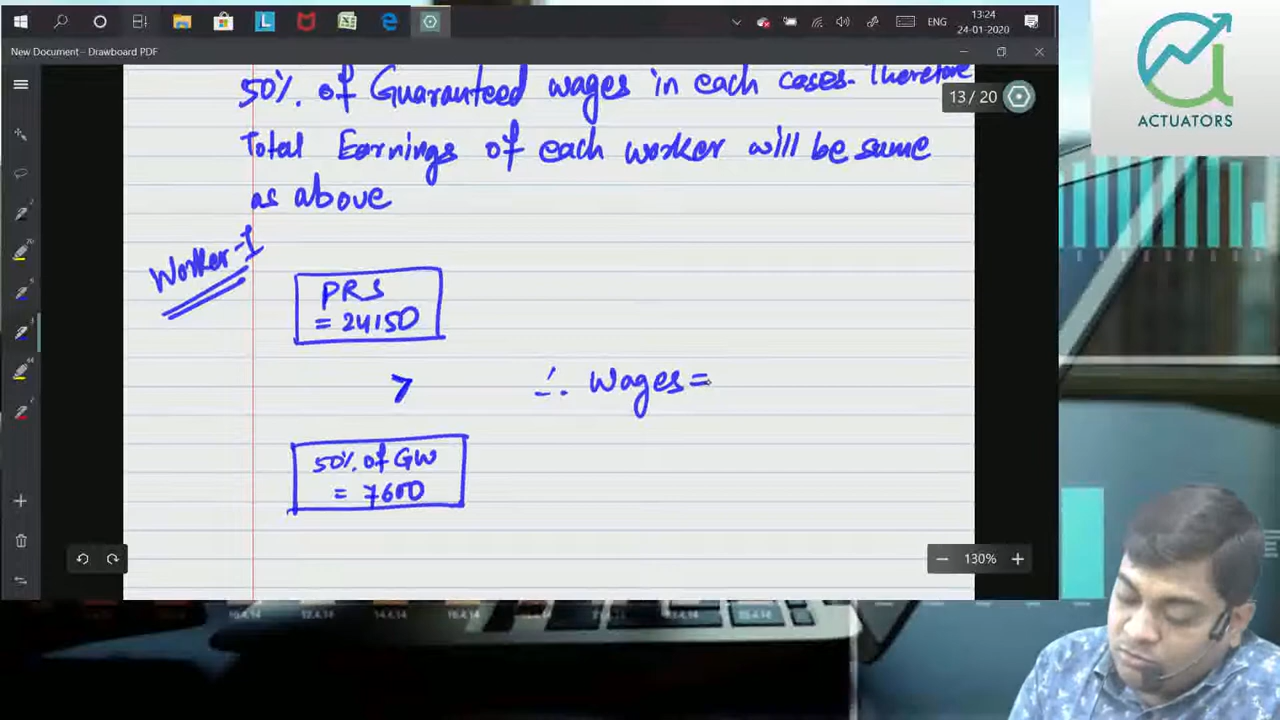 13:24
ENG
24-01-2020
New Document - Drawboard PDF
ACTUATORS
13 / 20
50% of Guaranteed wages in each cases. Therefore
Total Earnings of each worker will be same
as above
Worker-I
PRS
= 24150
>
∴ Wages =
50% of GW
= 7600
130%